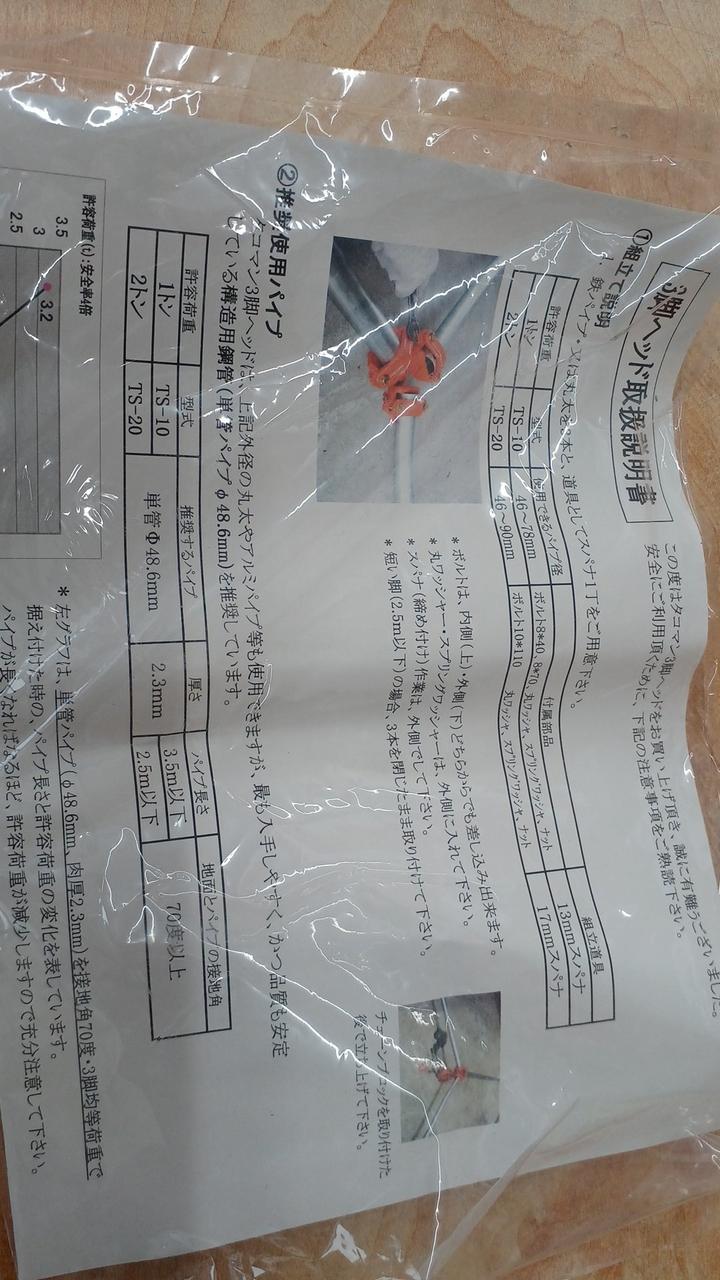 3脚ヘッド取扱説明書
この度はタコマン3脚ヘッドをお買い上げ頂き、誠に有難うございました。
安全にご利用頂くために、下記の注意事項をご熟読下さい。
①組立て説明
鉄パイプ・又は丸太を3本と、道具としてスパナ1丁をご用意下さい。
許容荷重 型式 使用できるパイプ径 付属部品 組立道具
1トン TS-10 46～78mm ボルト8*40、8*70、丸ワッシャ、スプリングワッシャ、ナット 13mmスパナ
2トン TS-20 46～90mm ボルト10*110 丸ワッシャ、スプリングワッシャ、ナット 17mmスパナ
*ボルトは、内側(上)・外側(下)どちらからでも差し込み出来ます。
*丸ワッシャー・スプリングワッシャーは、外側に入れて下さい。
*スパナ(締め付け)作業は、外側でして下さい。
*短い脚(2.5m以下)の場合、3本を閉じたまま取り付けて下さい。
チェーンブロックを取り付けた
後で立ち上げて下さい。
②推奨使用パイプ
タコマン3脚ヘッドは、上記外径の丸太やアルミパイプ等も使用できますが、最も入手しやすく、かつ品質も安定
している構造用鋼管(単管パイプφ48.6mm)を推奨しています。
許容荷重 型式 推奨するパイプ 厚さ パイプ長さ 地面とパイプの接地角
1トン TS-10 単管Φ48.6mm 2.3mm 3.5m以下 70度以上
2トン TS-20 2.5m以下
許容荷重(t):安全率4倍
3.5
3
3.2
2.5
*左グラフは、単管パイプ(φ48.6mm、肉厚2.3mm)を接地角70度・3脚均等荷重で
据え付けた時の、パイプ長さと許容荷重の変化を表しています。
パイプが長くなればなるほど、許容荷重が減少しますので充分注意して下さい。